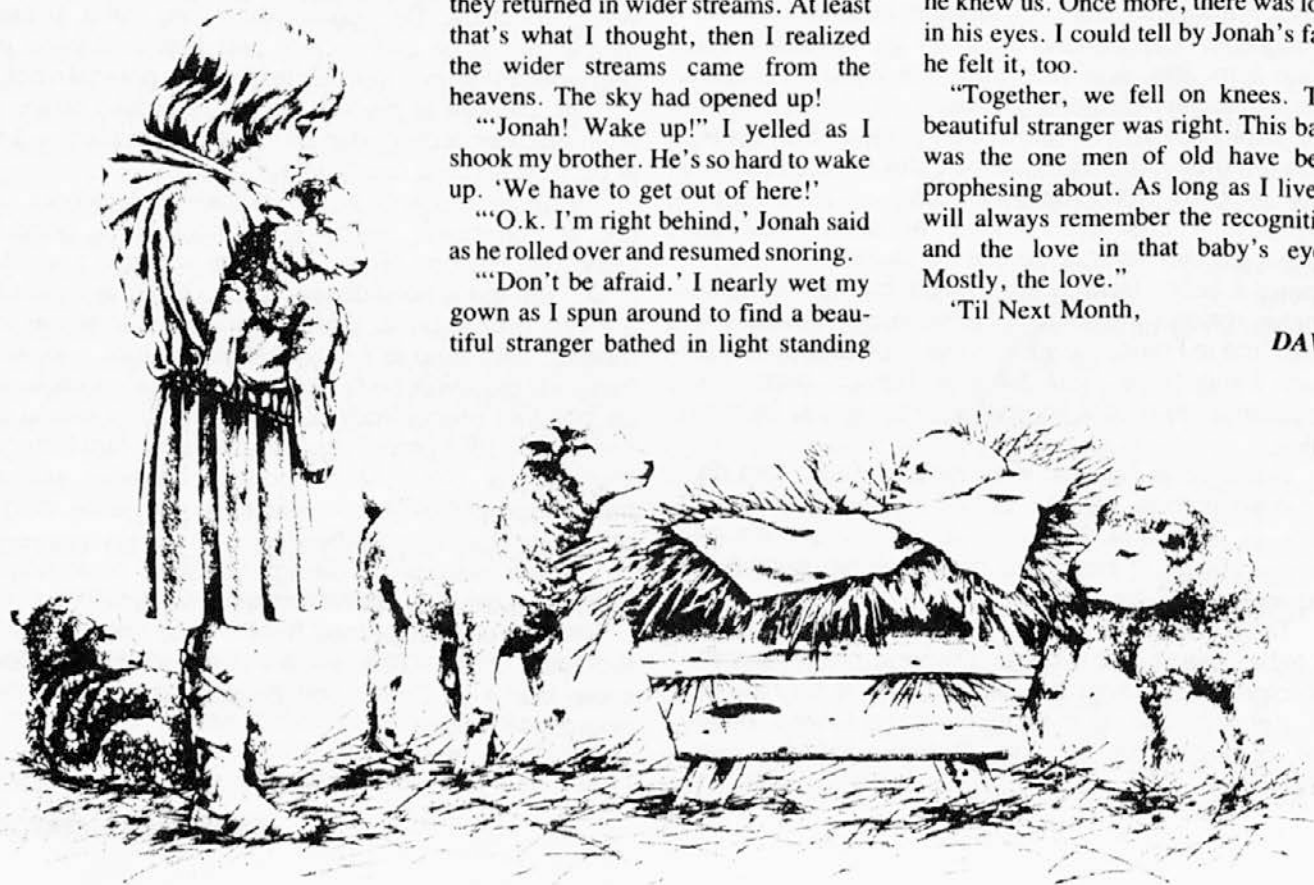 they returned in wider streams. At least
that's what I thought, then I realized
the wider streams came from the
heavens. The sky had opened up!
"'Jonah! Wake up!" I yelled as I
shook my brother. He's so hard to wake
up. 'We have to get out of here!'
"'O.k. I'm right behind,' Jonah said
as he rolled over and resumed snoring.
"'Don't be afraid.' I nearly wet my
gown as I spun around to find a beau-
tiful stranger bathed in light standing
he knew us. Once more, there was
in his eyes. I could tell by Jonah's
he felt it, too.
"Together, we fell on knees.
beautiful stranger was right. This
was the one men of old have
prophesing about. As long as I
will always remember the
and the love in that baby's
Mostly, the love."
'Til Next Month,